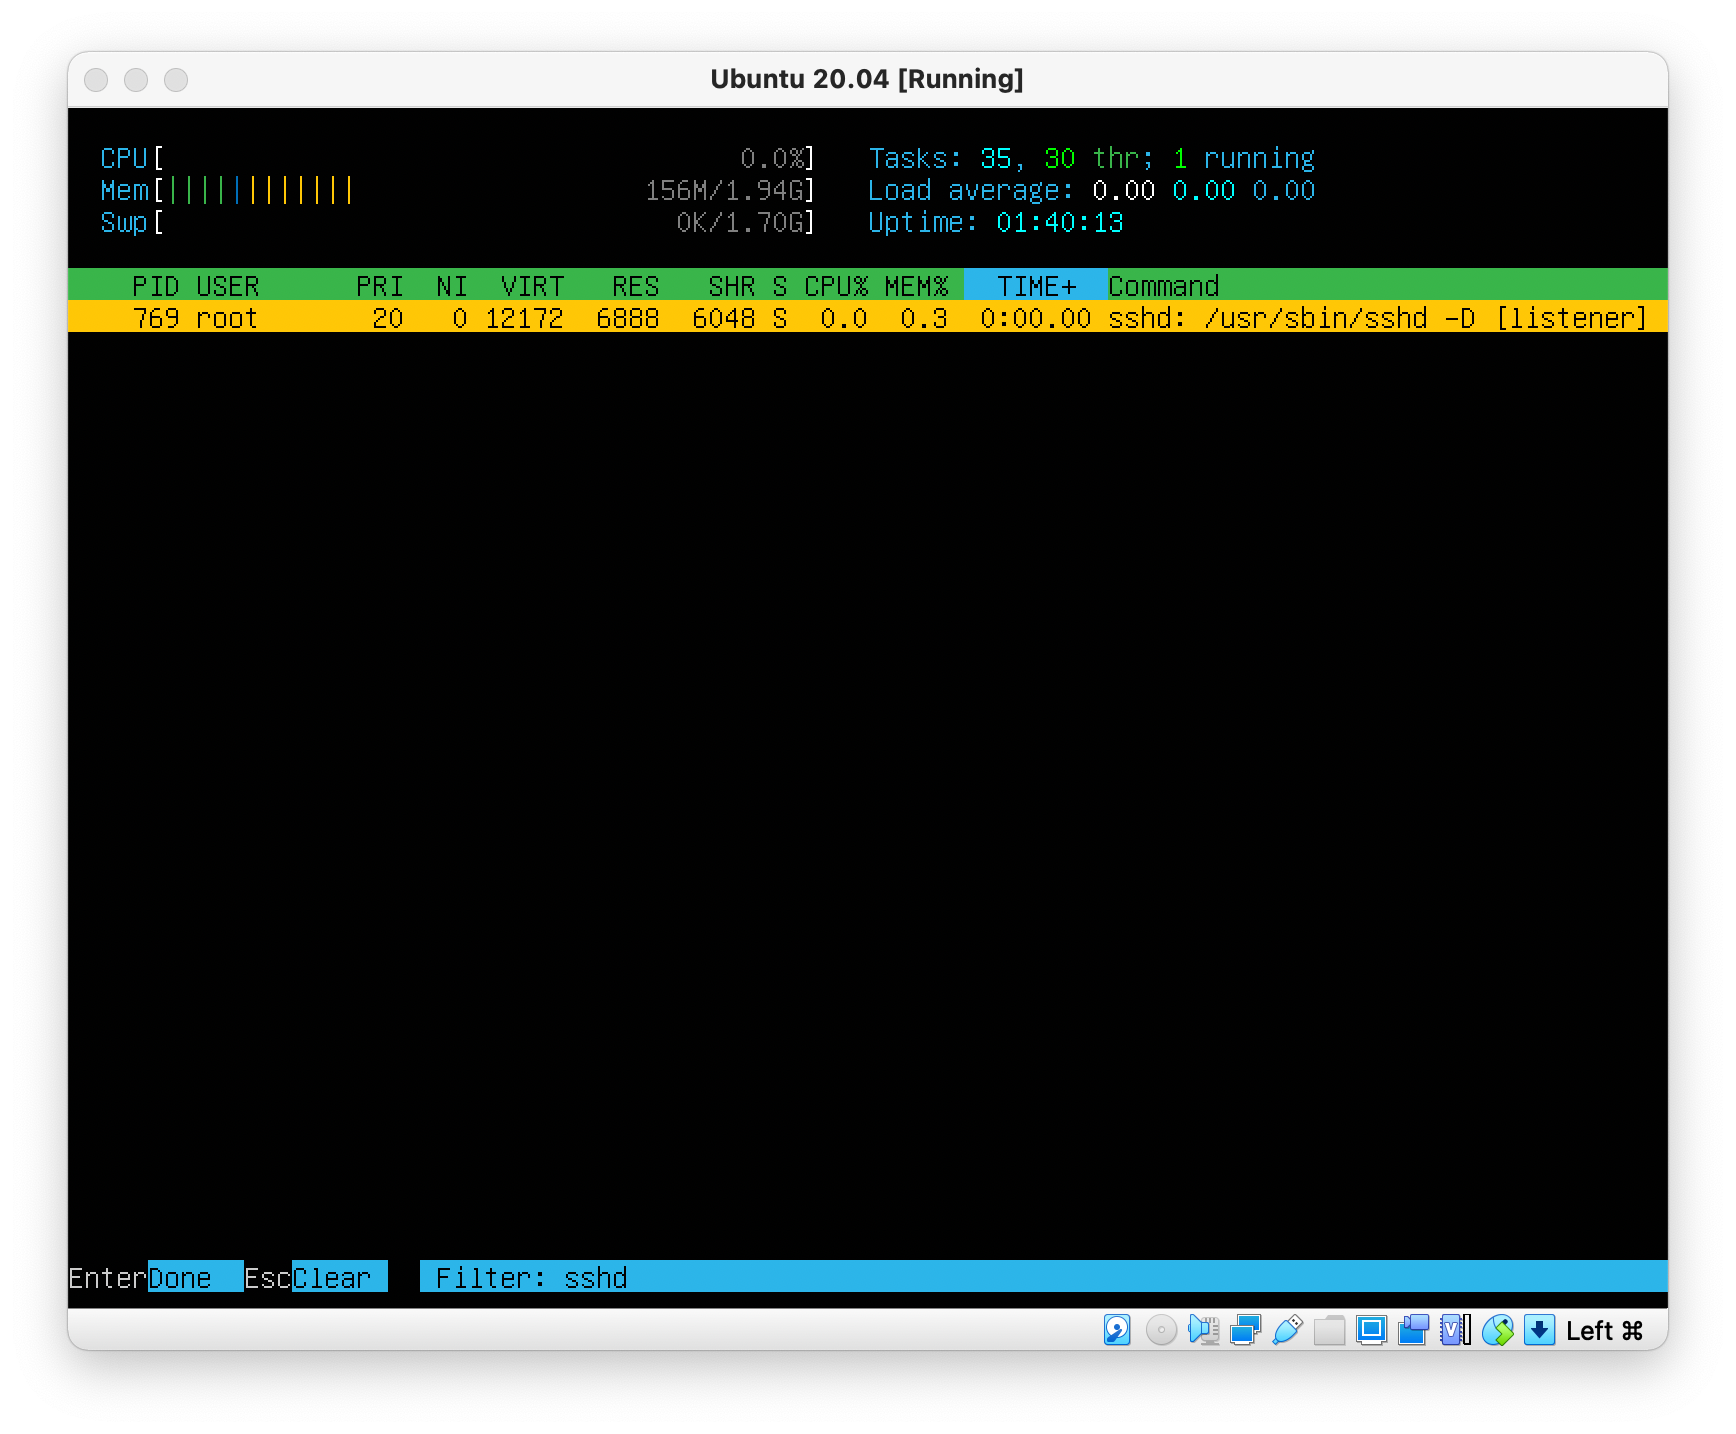 Ubuntu 20.04 [Running]
CPU[ 0.0%] Tasks: 35, 30 thr; 1 running
Mem[|||||||||||| 156M/1.94G] Load average: 0.00 0.00 0.00
Swp[ 0K/1.70G] Uptime: 01:40:13
PID USER PRI NI VIRT RES SHR S CPU% MEM% TIME+ Command
769 root 20 0 12172 6888 6048 S 0.0 0.3 0:00.00 sshd: /usr/sbin/sshd -D [listener]
EnterDone EscClear Filter: sshd
V Left ⌘